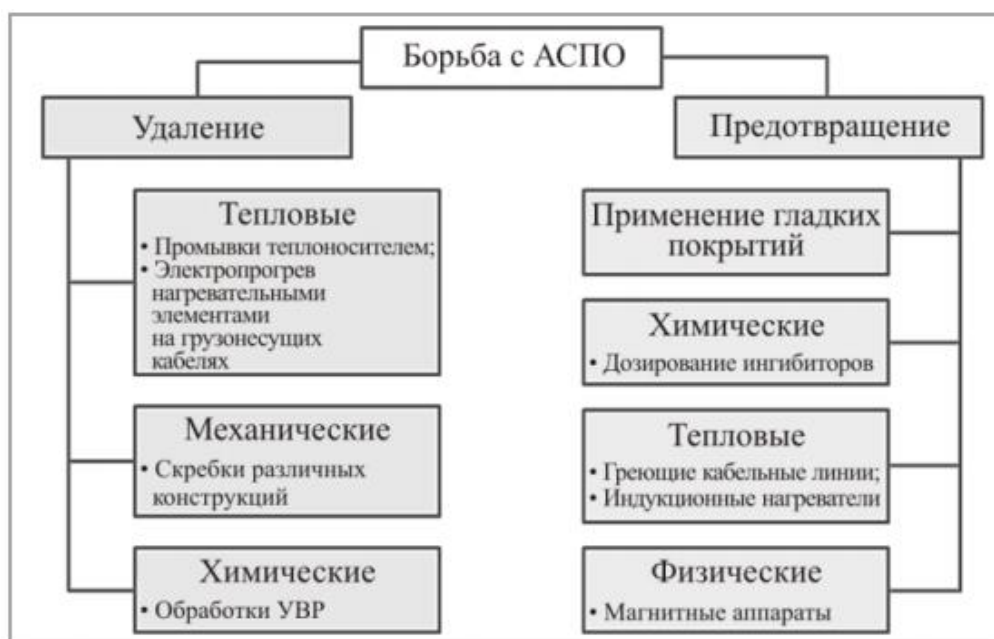 Борьба с АСПО
Удаление
Тепловые
• Промывки теплоносителем;
• Электропрогрев
нагревательными
элементами
на грузонесущих
кабелях
Механические
• Скребки различных
конструкций
Химические
• Обработки УВР
Предотвращение
Применение гладких
покрытий
Химические
• Дозирование ингибиторов
Тепловые
• Греющие кабельные линии;
• Индукционные нагреватели
Физические
• Магнитные аппараты